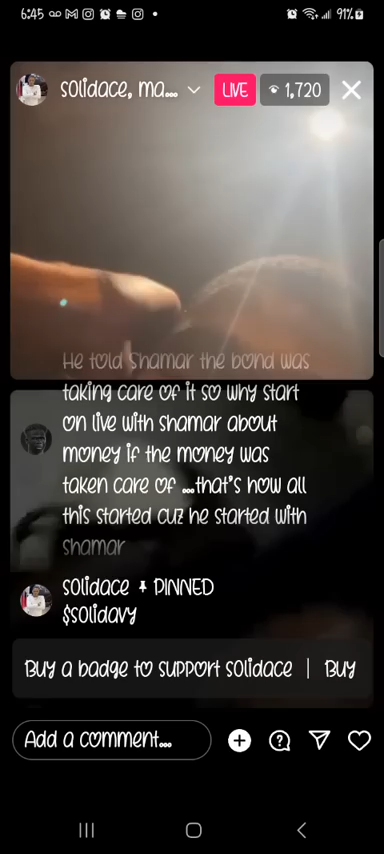 6:45
91%
solidace, ma...
LIVE
1,720
He told Shamar the bond was
taking care of it so why start
on live with shamar about
money if the money was
taken care of ...that's how all
this started cuz he started with
shamar
solidace PINNED
$solidavy
Buy a badge to support solidace | Buy
Add a comment...